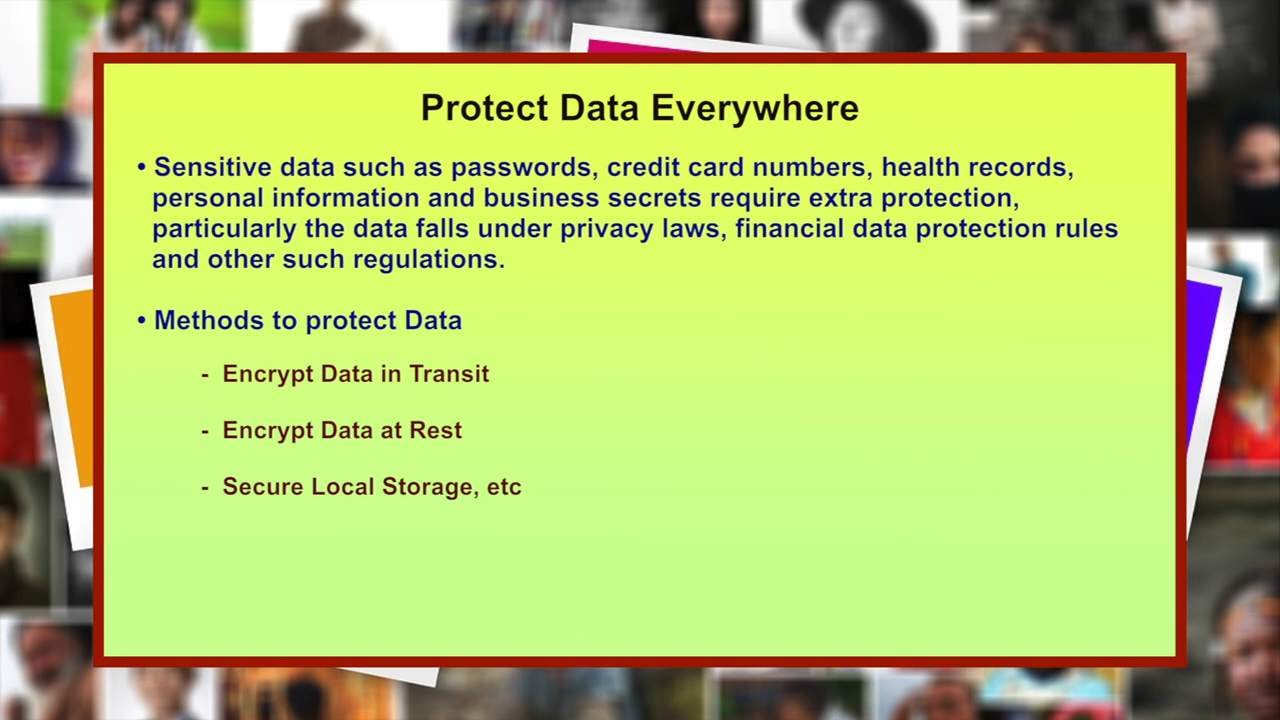 Protect Data Everywhere
• Sensitive data such as passwords, credit card numbers, health records,
personal information and business secrets require extra protection,
particularly the data falls under privacy laws, financial data protection rules
and other such regulations.
• Methods to protect Data
- Encrypt Data in Transit
- Encrypt Data at Rest
- Secure Local Storage, etc